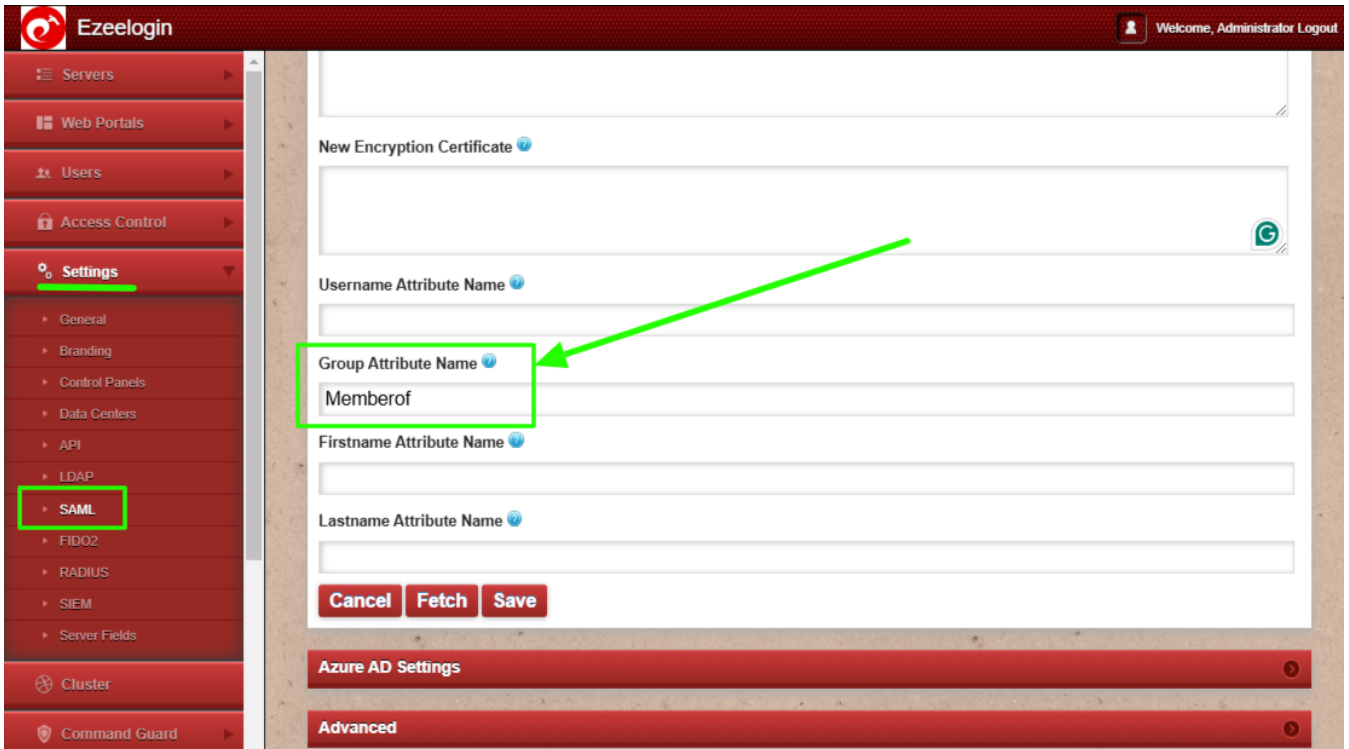 Ezeelogin
Welcome, Administrator Logout
Servers
Web Portals
Users
Access Control
Settings
General
Branding
Control Panels
Data Centers
API
LDAP
SAML
FIDO2
RADIUS
SIEM
Server Fields
Cluster
Command Guard
New Encryption Certificate
Username Attribute Name
Group Attribute Name
Memberof
Firstname Attribute Name
Lastname Attribute Name
Cancel Fetch Save
Azure AD Settings
Advanced